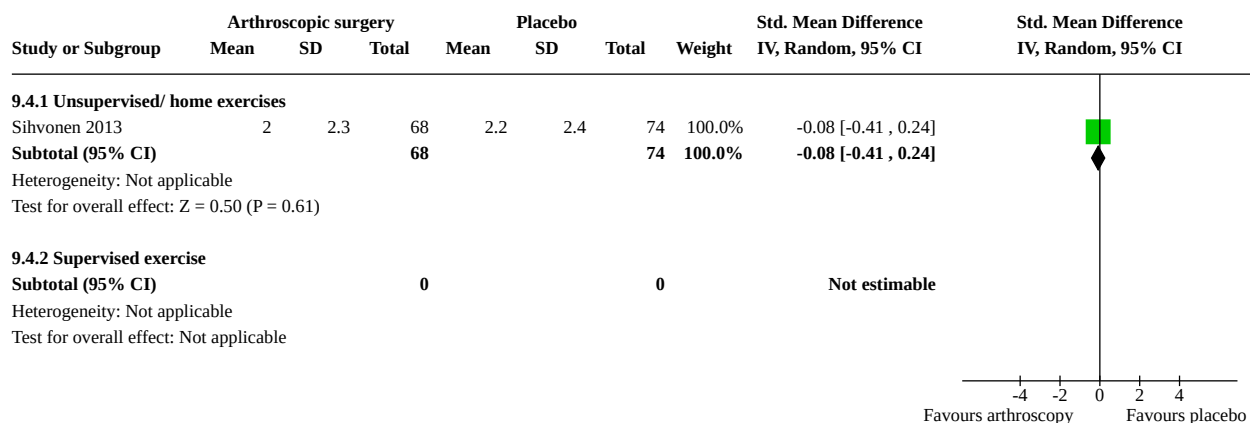 Arthroscopic surgery Placebo Std. Mean Difference Std. Mean Difference
Study or Subgroup Mean SD Total Mean SD Total Weight IV, Random, 95% CI IV, Random, 95% CI
9.4.1 Unsupervised/ home exercises
Sihvonen 2013 2 2.3 68 2.2 2.4 74 100.0% -0.08 [-0.41 , 0.24]
Subtotal (95% CI) 68 74 100.0% -0.08 [-0.41 , 0.24]
Heterogeneity: Not applicable
Test for overall effect: Z = 0.50 (P = 0.61)
9.4.2 Supervised exercise
Subtotal (95% CI) 0 0 Not estimable
Heterogeneity: Not applicable
Test for overall effect: Not applicable
-4 -2 0 2 4
Favours arthroscopy Favours placebo